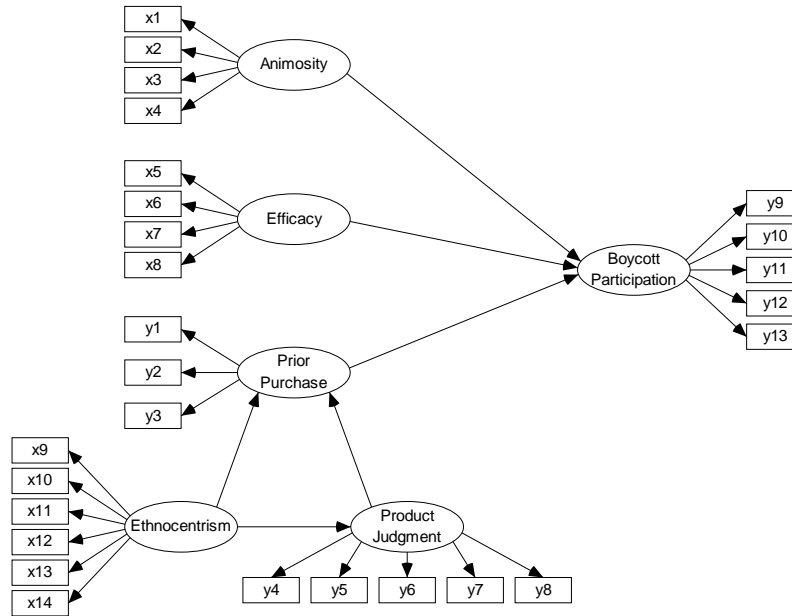 x1
x2
x3
x4
Animosity
x5
x6
x7
x8
Efficacy
y9
y10
y11
y12
y13
Boycott
Participation
y1
y2
y3
Prior
Purchase
x9
x10
x11
x12
x13
x14
Ethnocentrism
Product
Judgment
y4
y5
y6
y7
y8